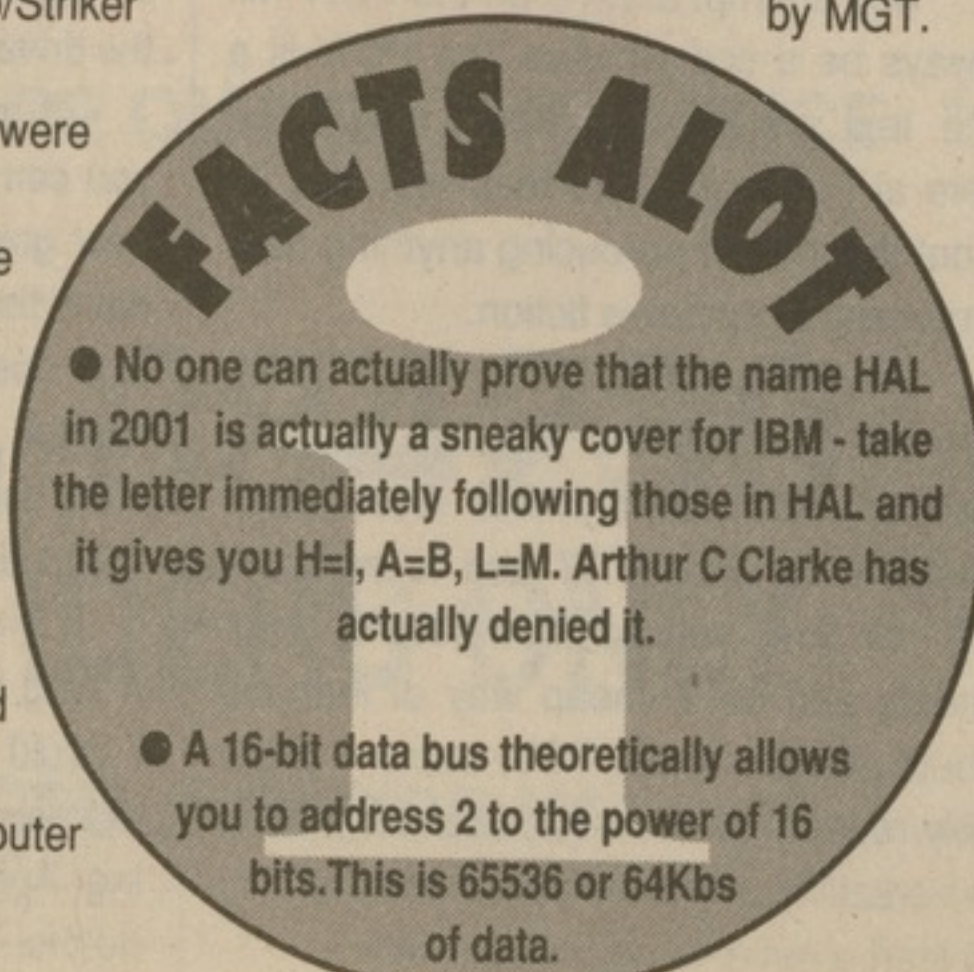 /Striker
by MGT.
were
e
FACTS ALOT
● No one can actually prove that the name HAL
in 2001 is actually a sneaky cover for IBM - take
the letter immediately following those in HAL and
it gives you H=I, A=B, L=M. Arthur C Clarke has
actually denied it.
● A 16-bit data bus theoretically allows
you to address 2 to the power of 16
bits.This is 65536 or 64Kbs
of data.
d
outer